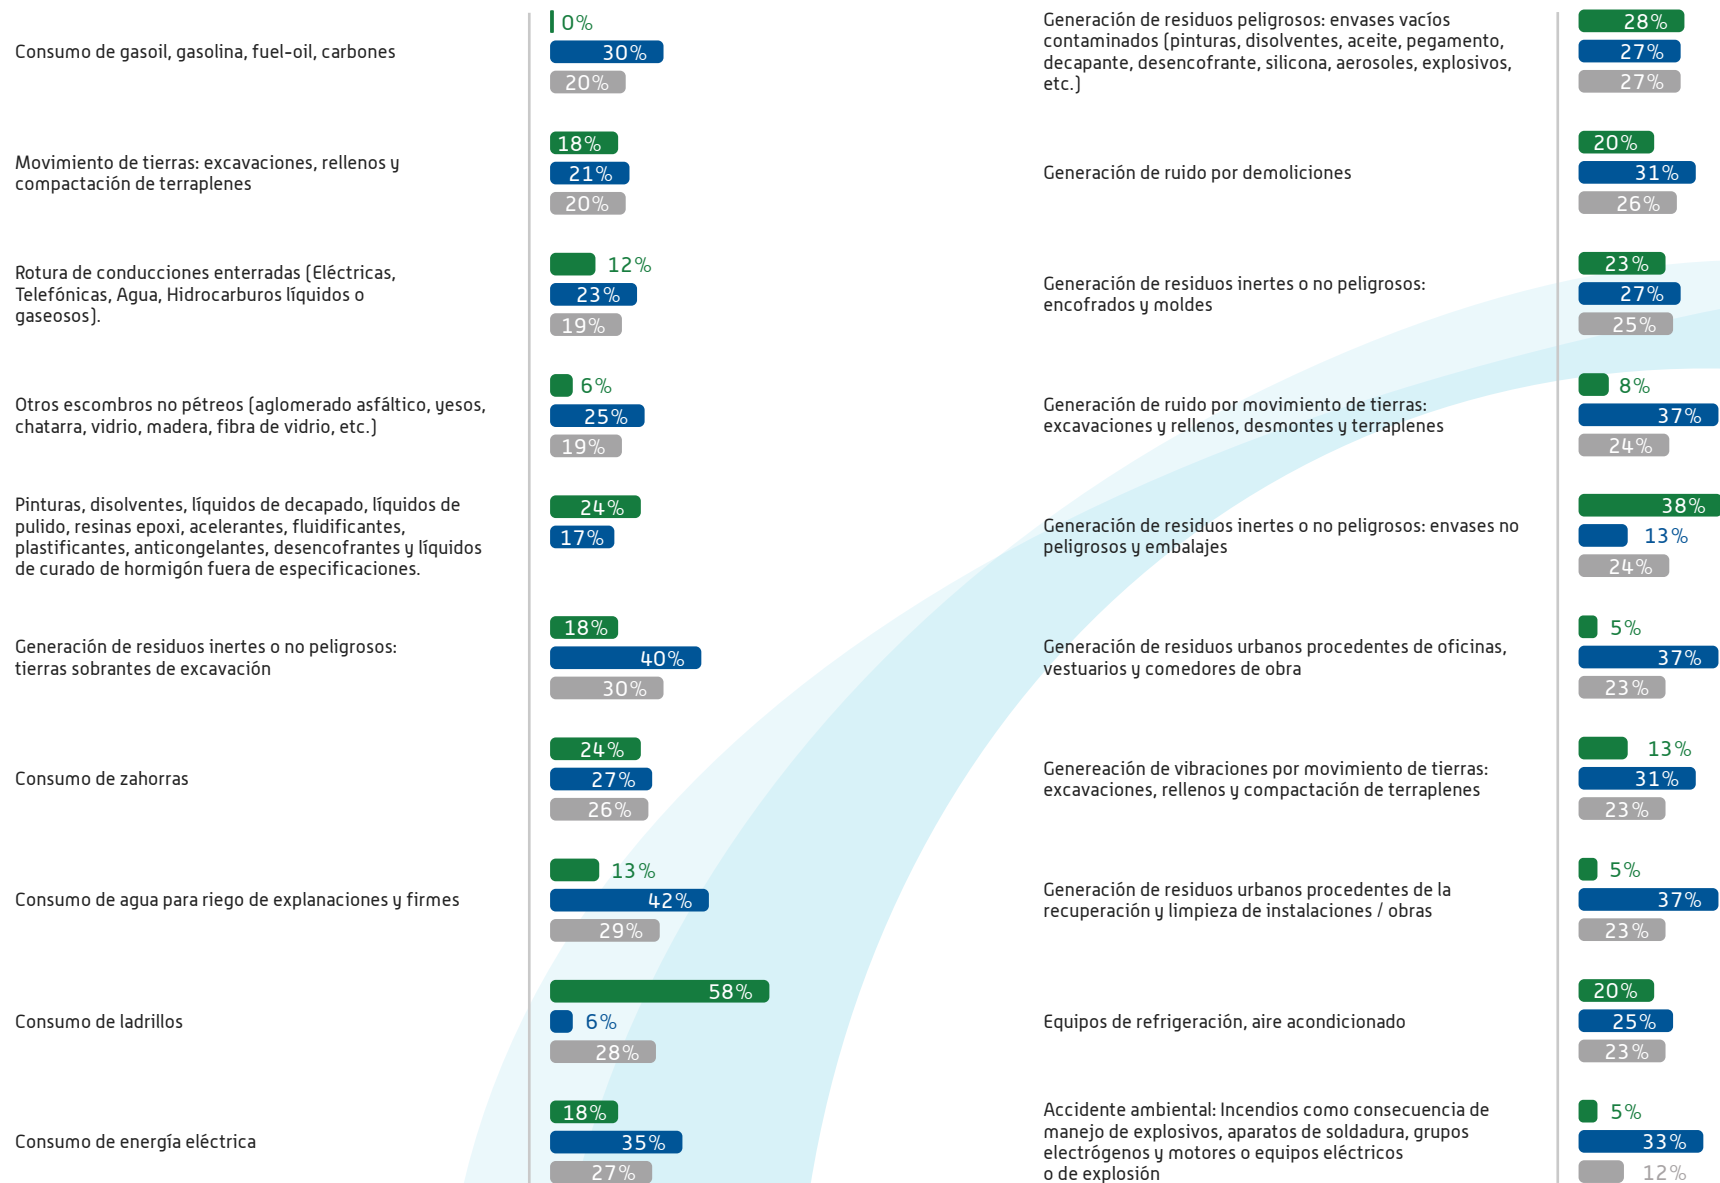 Consumo de gasoil, gasolina, fuel-oil, carbones
0%
30%
20%
Movimiento de tierras: excavaciones, rellenos y
compactación de terraplenes
18%
21%
20%
Rotura de conducciones enterradas (Eléctricas,
Telefónicas, Agua, Hidrocarburos líquidos o
gaseosos).
12%
23%
19%
Otros escombros no pétreos (aglomerado asfáltico, yesos,
chatarra, vidrio, madera, fibra de vidrio, etc.)
6%
25%
19%
Pinturas, disolventes, líquidos de decapado, líquidos de
pulido, resinas epoxi, acelerantes, fluidificantes,
plastificantes, anticongelantes, desencofrantes y líquidos
de curado de hormigón fuera de especificaciones.
24%
17%
Generación de residuos inertes o no peligrosos:
tierras sobrantes de excavación
18%
40%
30%
Consumo de zahorras
24%
27%
26%
Consumo de agua para riego de explanaciones y firmes
13%
42%
29%
Consumo de ladrillos
58%
6%
28%
Consumo de energía eléctrica
18%
35%
27%
Generación de residuos peligrosos: envases vacíos
contaminados (pinturas, disolventes, aceite, pegamento,
decapante, desencofrante, silicona, aerosoles, explosivos,
etc.)
28%
27%
27%
Generación de ruido por demoliciones
20%
31%
26%
Generación de residuos inertes o no peligrosos:
encofrados y moldes
23%
27%
25%
Generación de ruido por movimiento de tierras:
excavaciones y rellenos, desmontes y terraplenes
8%
37%
24%
Generación de residuos inertes o no peligrosos: envases no
peligrosos y embalajes
38%
13%
24%
Generación de residuos urbanos procedentes de oficinas,
vestuarios y comedores de obra
5%
37%
23%
Genereación de vibraciones por movimiento de tierras:
excavaciones, rellenos y compactación de terraplenes
13%
31%
23%
Generación de residuos urbanos procedentes de la
recuperación y limpieza de instalaciones / obras
5%
37%
23%
Equipos de refrigeración, aire acondicionado
20%
25%
23%
Accidente ambiental: Incendios como consecuencia de
manejo de explosivos, aparatos de soldadura, grupos
electrógenos y motores o equipos eléctricos
o de explosión
5%
33%
12%